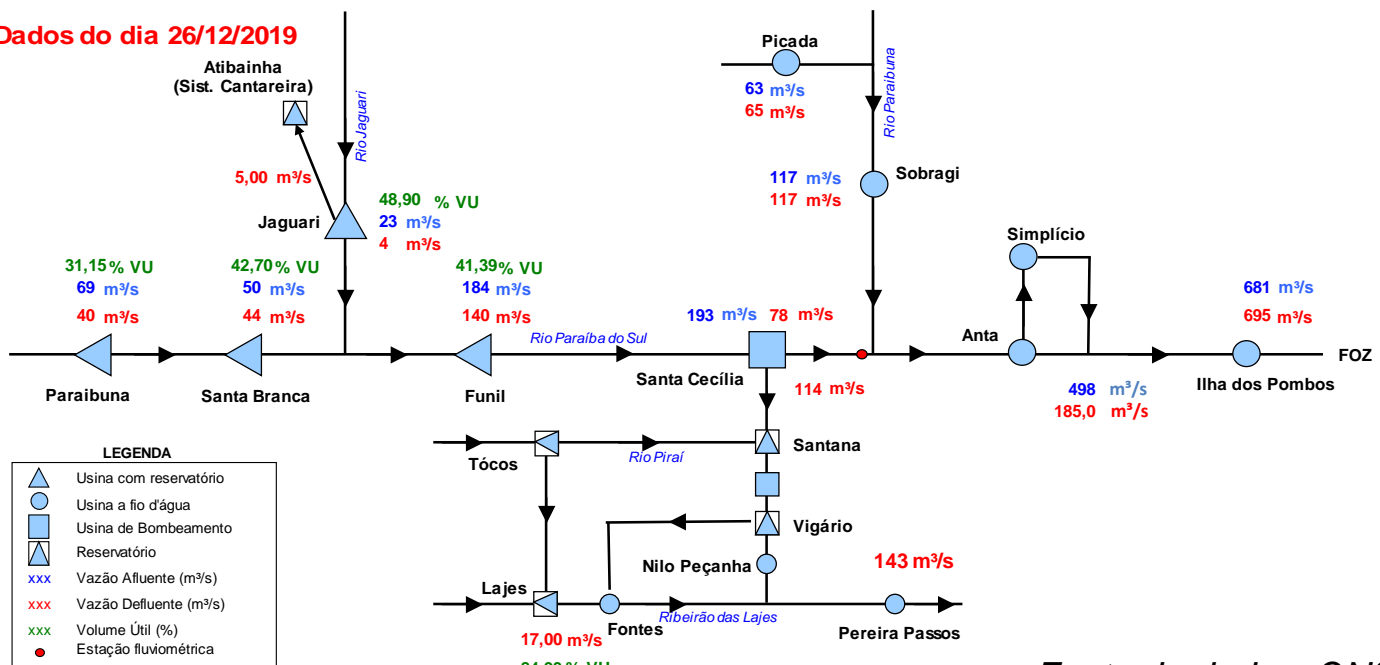 Dados do dia 26/12/2019
Atibainha
(Sist. Cantareira)
Rio Jaguari
5,00 m³/s
Jaguari
48,90 % VU
23 m³/s
4 m³/s
Picada
63 m³/s
65 m³/s
Rio Paraibuna
117 m³/s
117 m³/s
Sobragi
31,15% VU
69 m³/s
40 m³/s
Paraibuna
42,70% VU
50 m³/s
44 m³/s
Santa Branca
41,39% VU
184 m³/s
140 m³/s
Funil
Rio Paraíba do Sul
193 m³/s 78 m³/s
Santa Cecília
114 m³/s
Simplício
Anta
498 m³/s
185,0 m³/s
681 m³/s
695 m³/s
Ilha dos Pombos
FOZ
Tócos
Rio Piraí
Santana
Vigário
Nilo Peçanha
143 m³/s
Lajes
Fontes
Ribeirão das Lajes
Pereira Passos
17,00 m³/s
LEGENDA
Usina com reservatório
Usina a fio d'água
Usina de Bombeamento
Reservatório
xxx Vazão Afluente (m³/s)
xxx Vazão Defluente (m³/s)
xxx Volume Útil (%)
Estação fluviométrica